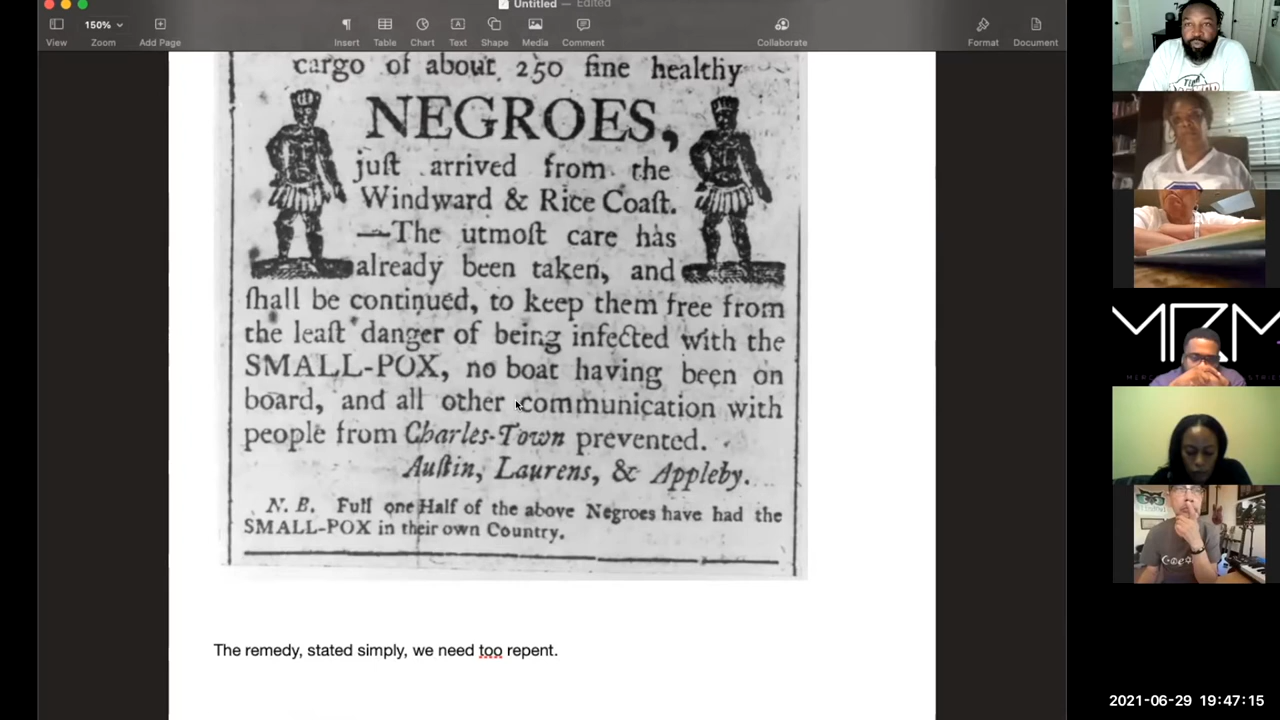 Untitled — Edited
150%
View Zoom Add Page Insert Table Chart Text Shape Media Comment Collaborate Format Document
cargo of about 250 fine healthy
NEGROES,
juſt arrived from the
Windward & Rice Coaſt.
—The utmoſt care has
already been taken, and
ſhall be continued, to keep them free from
the leaſt danger of being infected with the
SMALL-POX, no boat having been on
board, and all other communication with
people from Charles-Town prevented.
Auſtin, Laurens, & Appleby.
N. B. Full one Half of the above Negroes have had the
SMALL-POX in their own Country.
The remedy, stated simply, we need too repent.
MRM
2021-06-29 19:47:15